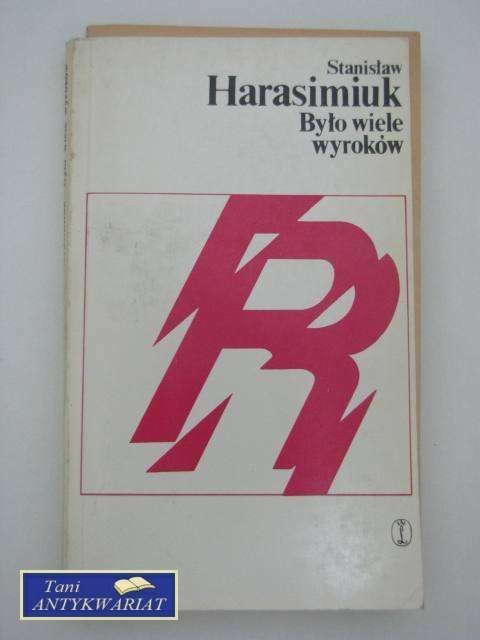 Stanisław
Harasimiuk
Było wiele
wyroków
R
Tani
ANTYKWARIAT